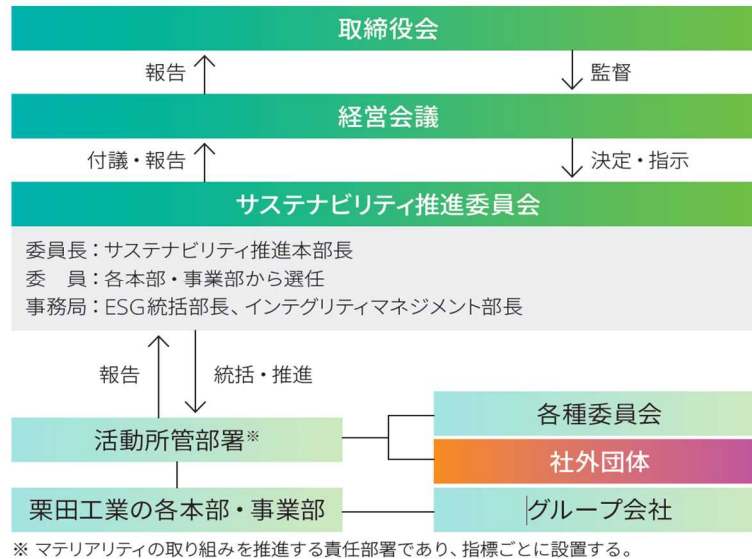 取締役会
報告
監督
経営会議
付議・報告
決定・指示
サステナビリティ推進委員会
委員長：サステナビリティ推進本部長
委　員：各本部・事業部から選任
事務局：ESG統括部長、インテグリティマネジメント部長
報告
統括・推進
活動所管部署※
各種委員会
社外団体
栗田工業の各本部・事業部
グループ会社
※ マテリアリティの取り組みを推進する責任部署であり、指標ごとに設置する。